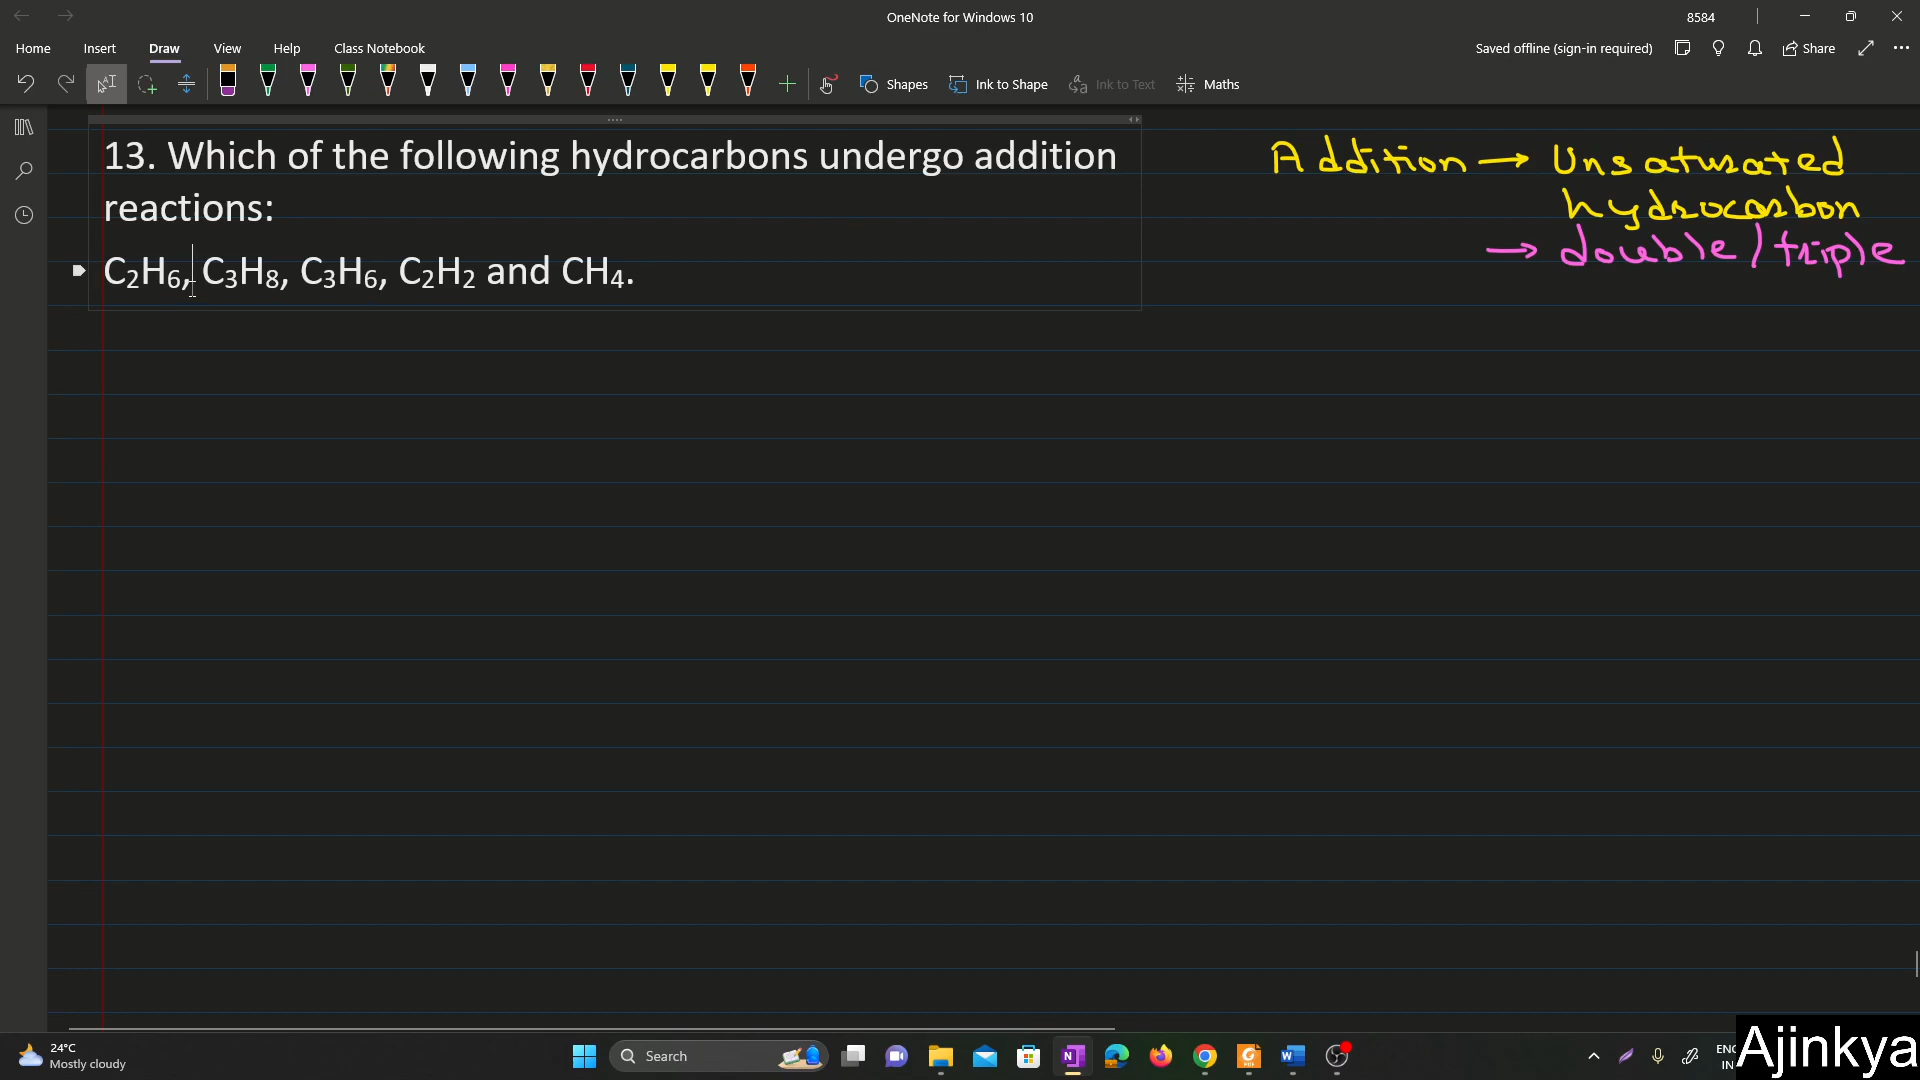 OneNote for Windows 10
8584
Home Insert Draw View Help Class Notebook
Saved offline (sign-in required) Share
Shapes Ink to Shape Ink to Text Maths
13. Which of the following hydrocarbons undergo addition
reactions:
C₂H₆, C₃H₈, C₃H₆, C₂H₂ and CH₄.
Addition → Unsaturated
hydrocarbon
→ double / triple
24°C
Mostly cloudy
Search
ENG
IN
Ajinkya